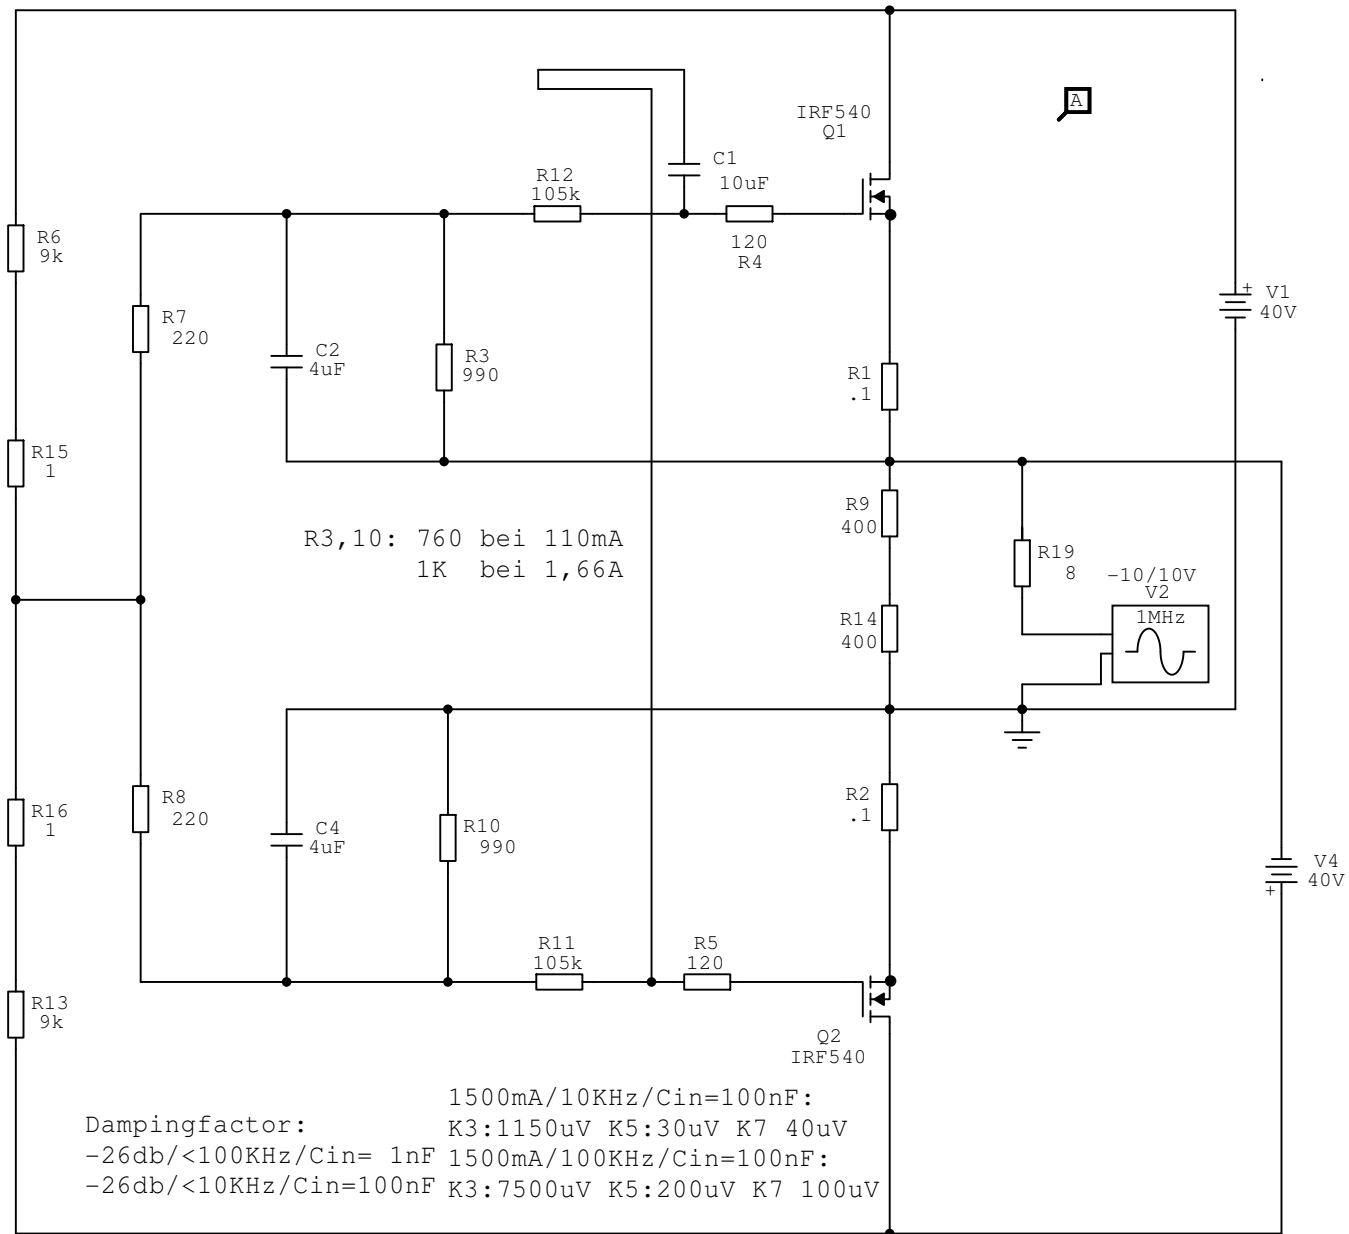 A
IRF540
Q1
C1
10uF
R12
105k
120
R4
R6
9k
R7
220
C2
4uF
R3
990
R1
.1
+
V1
40V
R15
1
R9
400
R3,10: 760 bei 110mA
1K bei 1,66A
R19
8
-10/10V
V2
1MHz
R14
400
R16
1
R8
220
C4
4uF
R10
990
R2
.1
V4
40V
+
R11
105k
R5
120
R13
9k
Q2
IRF540
Dampingfactor:
-26db/<100KHz/Cin= 1nF
-26db/<10KHz/Cin=100nF
1500mA/10KHz/Cin=100nF:
K3:1150uV K5:30uV K7 40uV
1500mA/100KHz/Cin=100nF:
K3:7500uV K5:200uV K7 100uV